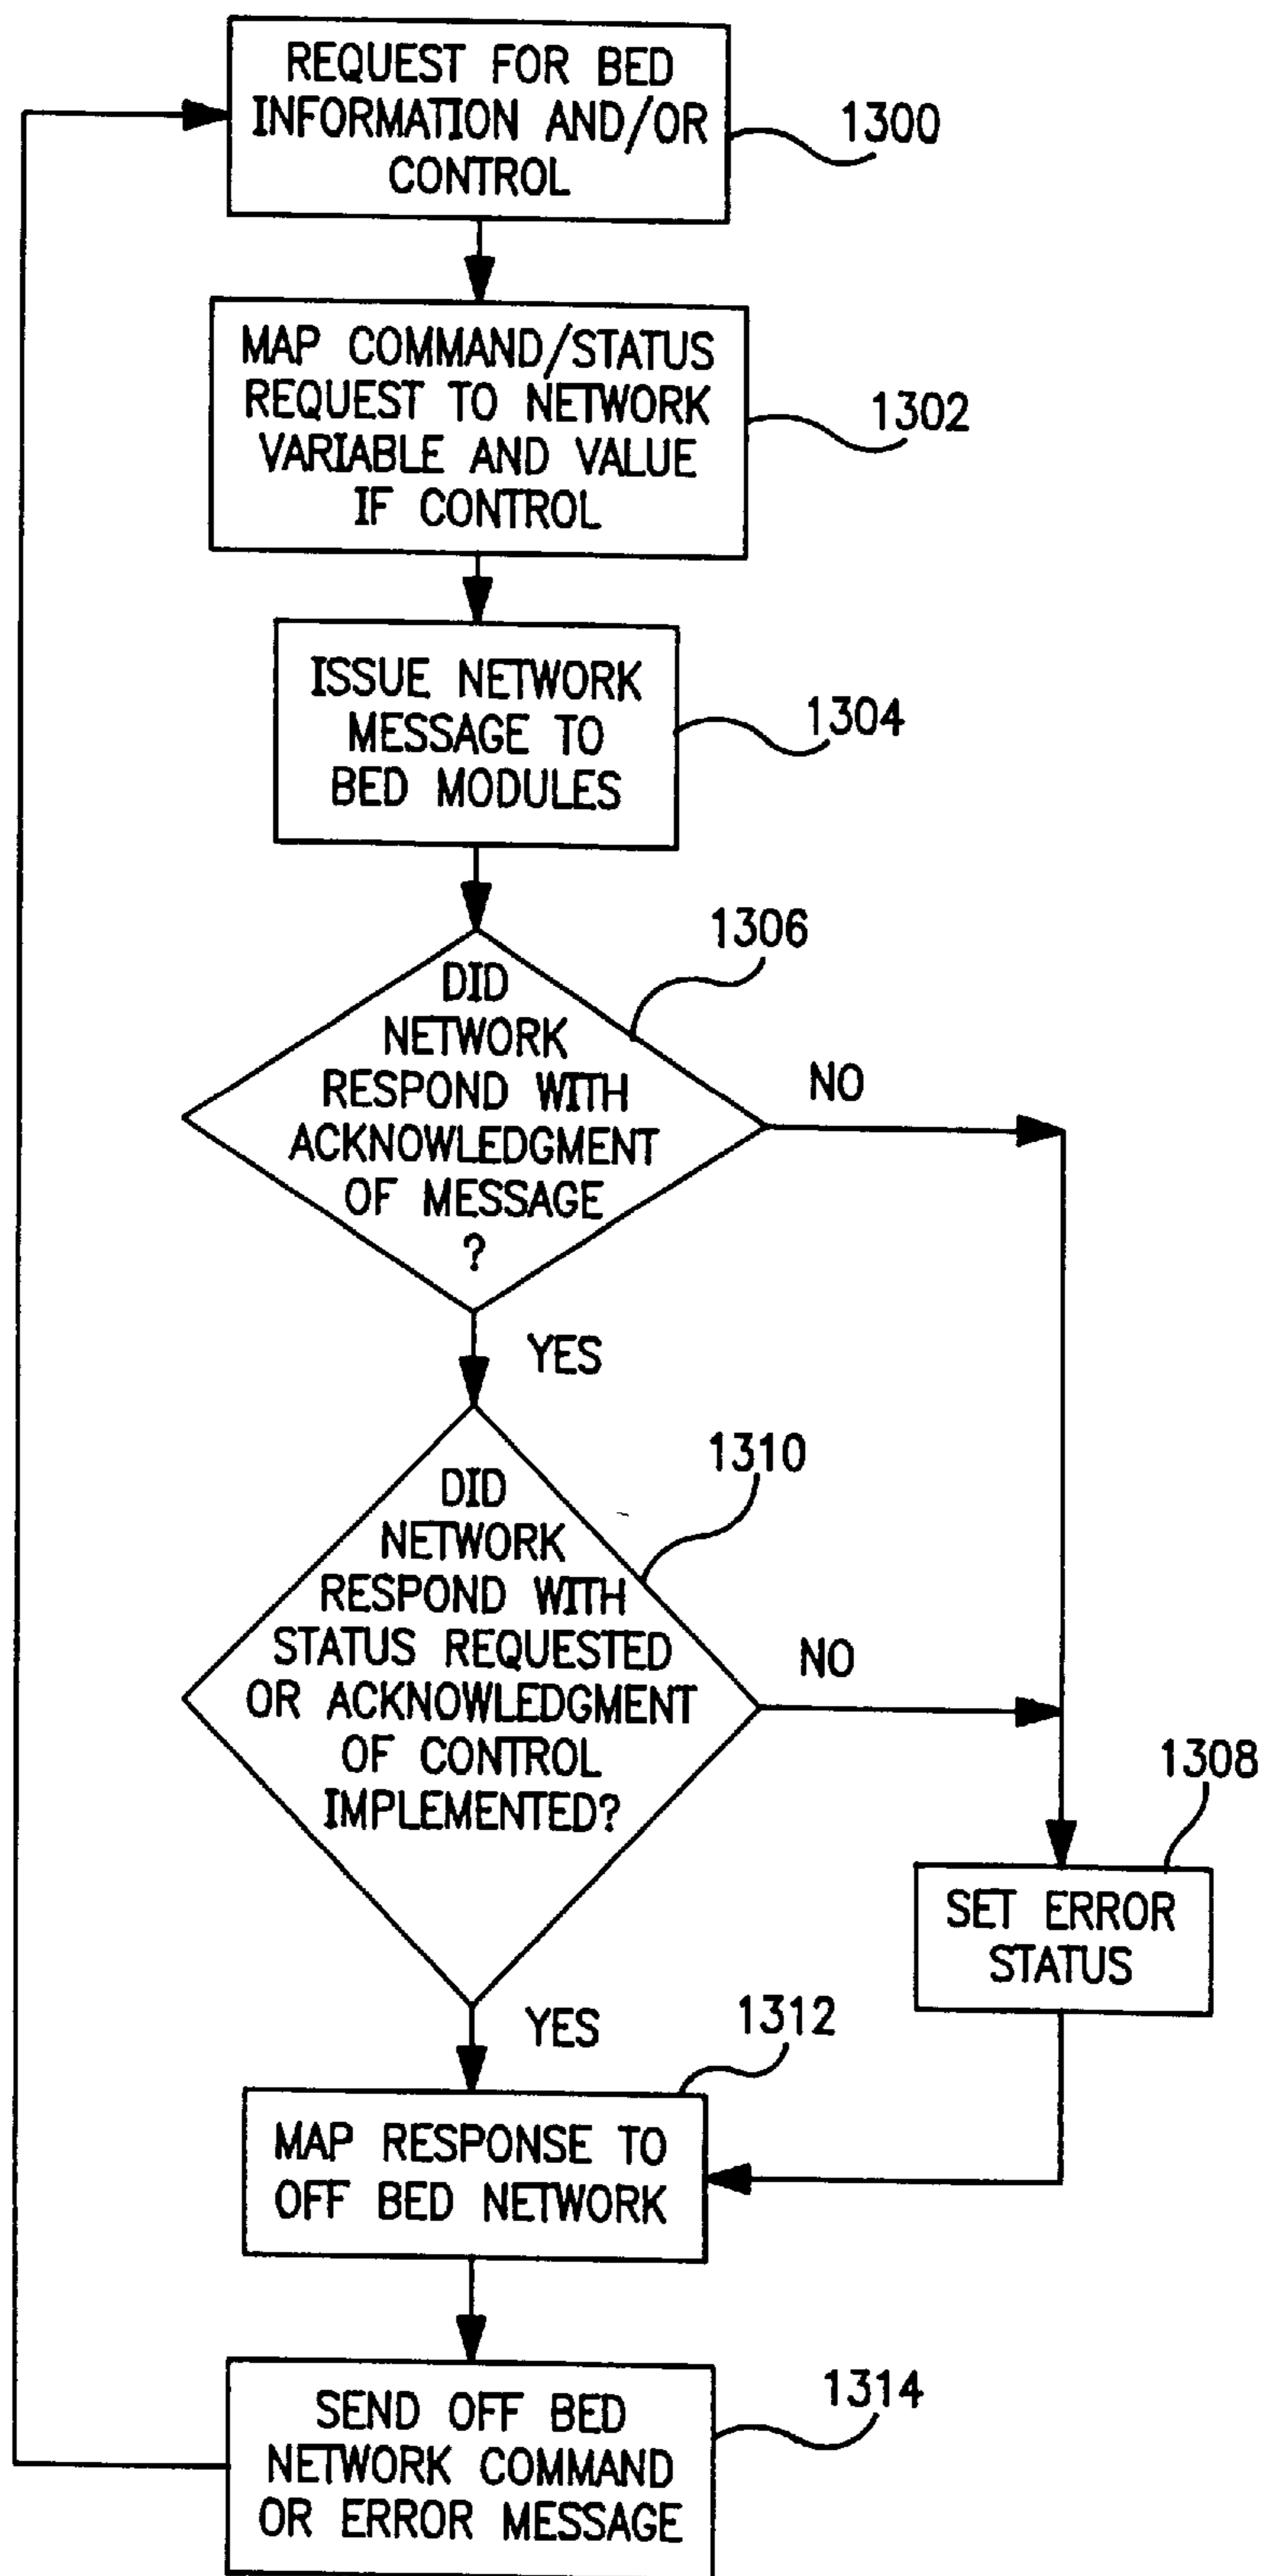 REQUEST FOR BED
INFORMATION AND/OR
CONTROL
1300
MAP COMMAND/STATUS
REQUEST TO NETWORK
VARIABLE AND VALUE
IF CONTROL
1302
ISSUE NETWORK
MESSAGE TO
BED MODULES
1304
1306
DID
NETWORK
RESPOND WITH
ACKNOWLEDGMENT
OF MESSAGE
?
NO
YES
1310
DID
NETWORK
RESPOND WITH
STATUS REQUESTED
OR ACKNOWLEDGMENT
OF CONTROL
IMPLEMENTED?
NO
1308
SET ERROR
STATUS
YES
1312
MAP RESPONSE TO
OFF BED NETWORK
1314
SEND OFF BED
NETWORK COMMAND
OR ERROR MESSAGE